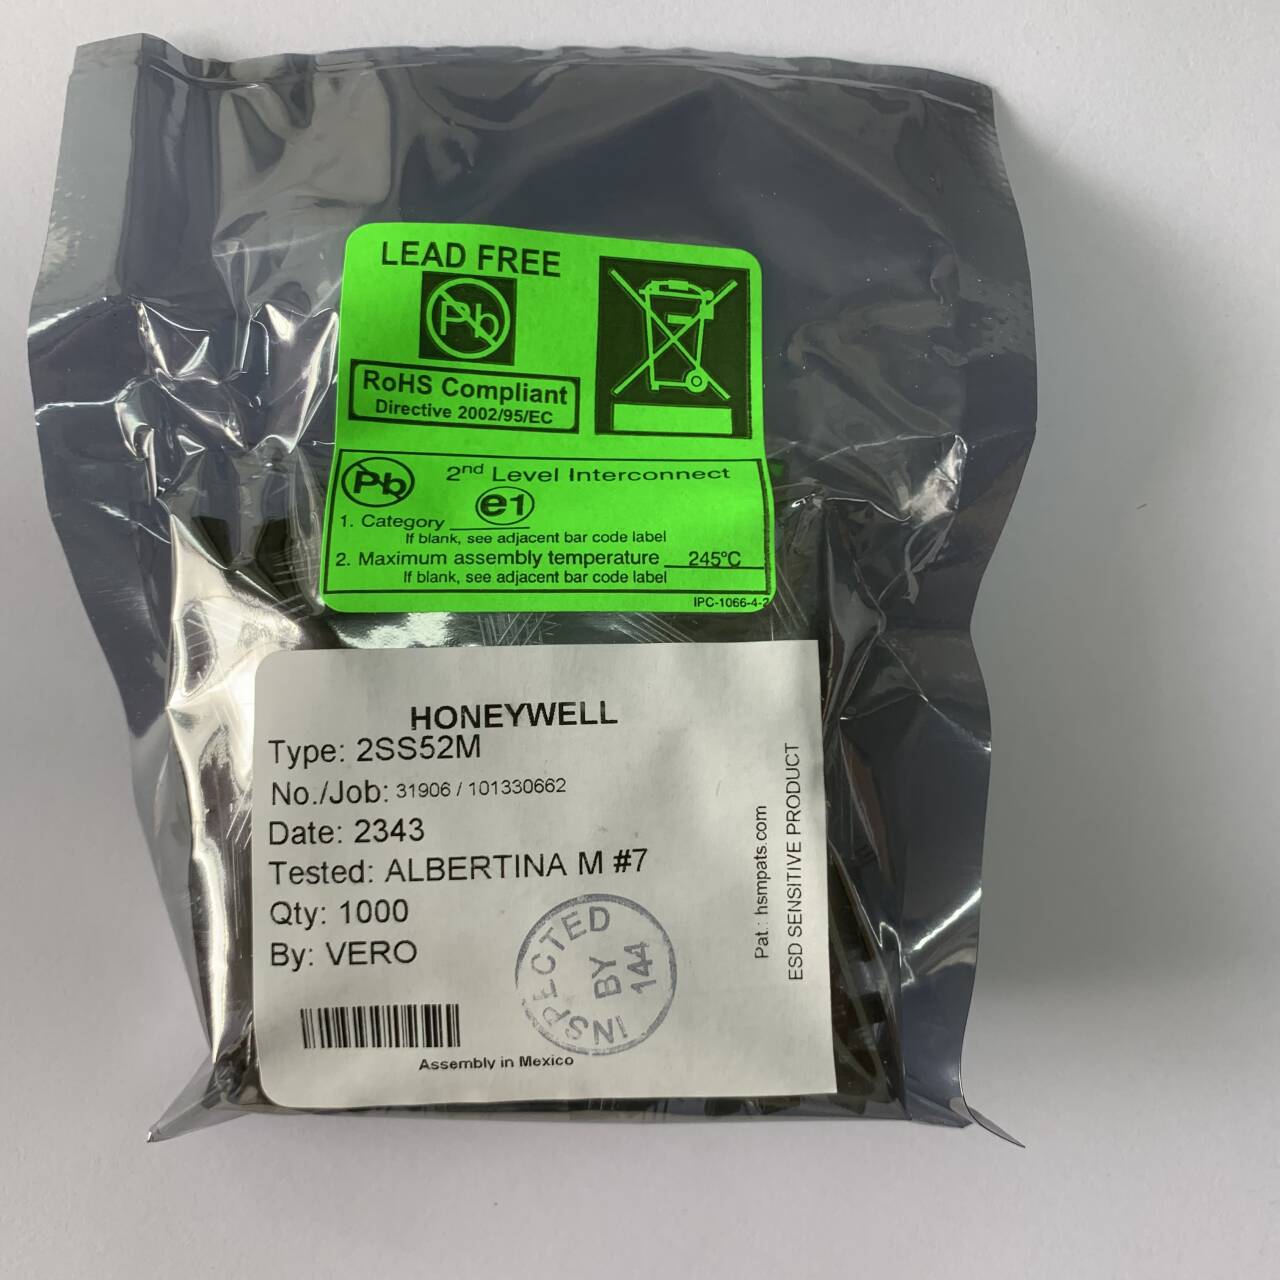 LEAD FREE
Pb
RoHS Compliant
Directive 2002/95/EC
Pb
2nd Level Interconnect
1. Category e1
If blank, see adjacent bar code label
2. Maximum assembly temperature 245°C
If blank, see adjacent bar code label
IPC-1066-4-2
HONEYWELL
Type: 2SS52M
No./Job: 31906 / 101330662
Date: 2343
Tested: ALBERTINA M #7
Qty: 1000
By: VERO
INSPECTED
BY
144
Assembly in Mexico
Pat.: hsmpats.com
ESD SENSITIVE PRODUCT